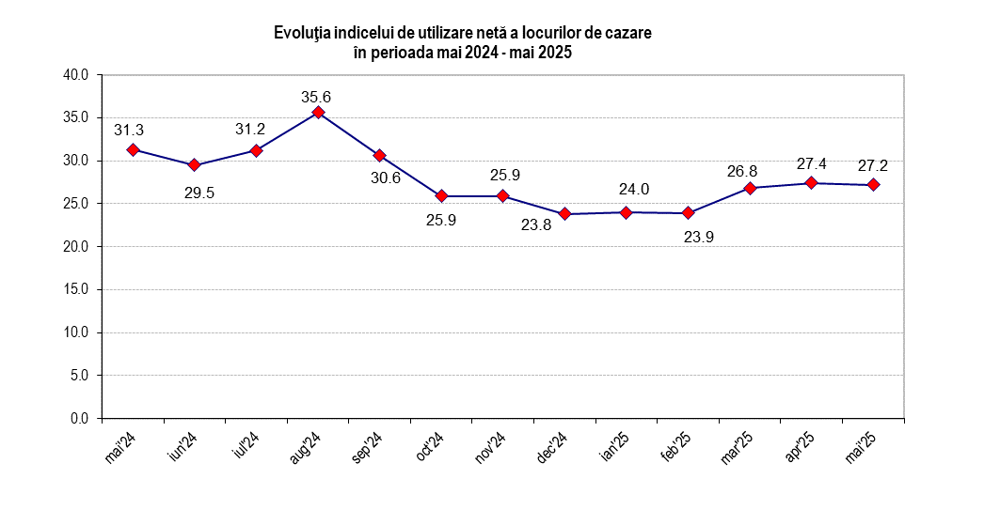 Evoluţia indicelui de utilizare netă a locurilor de cazare
în perioada mai 2024 - mai 2025
40.0
35.0
30.0
25.0
20.0
15.0
10.0
5.0
0.0
31.3
29.5
31.2
35.6
30.6
25.9
25.9
23.8
24.0
23.9
26.8
27.4
27.2
mai'24
iun'24
iul'24
aug'24
sep'24
oct'24
nov'24
dec'24
ian'25
feb'25
mar'25
apr'25
mai'25